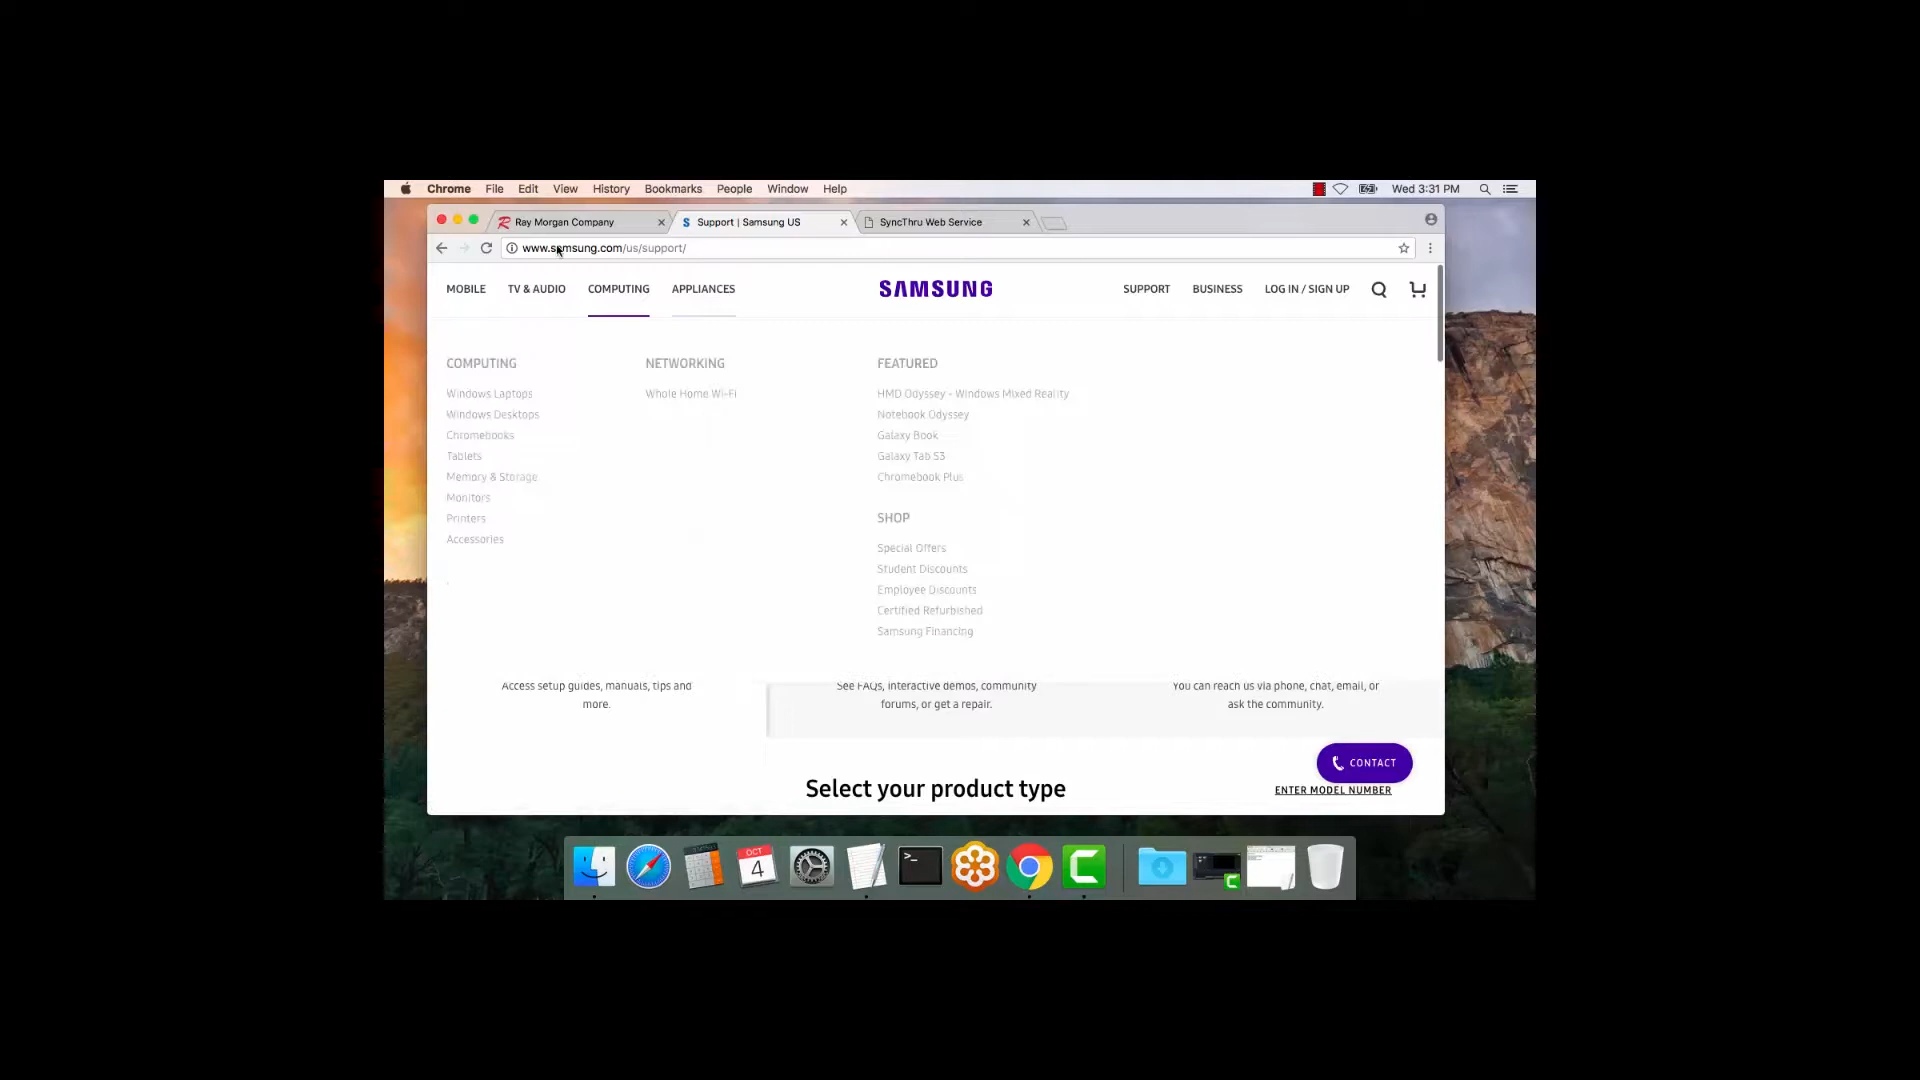 Chrome File Edit View History Bookmarks People Window Help Wed 3:31 PM
Ray Morgan Company Support | Samsung US SyncThru Web Service
www.samsung.com/us/support/
MOBILE TV & AUDIO COMPUTING APPLIANCES SAMSUNG SUPPORT BUSINESS LOG IN / SIGN UP
COMPUTING
Windows Laptops
Windows Desktops
Chromebooks
Tablets
Memory & Storage
Monitors
Printers
Accessories
NETWORKING
Whole Home Wi-Fi
FEATURED
HMD Odyssey - Windows Mixed Reality
Notebook Odyssey
Galaxy Book
Galaxy Tab S3
Chromebook Plus
SHOP
Special Offers
Student Discounts
Employee Discounts
Certified Refurbished
Samsung Financing
Access setup guides, manuals, tips and
more.
See FAQs, interactive demos, community
forums, or get a repair.
You can reach us via phone, chat, email, or
ask the community.
CONTACT
Select your product type
ENTER MODEL NUMBER
OCT
4